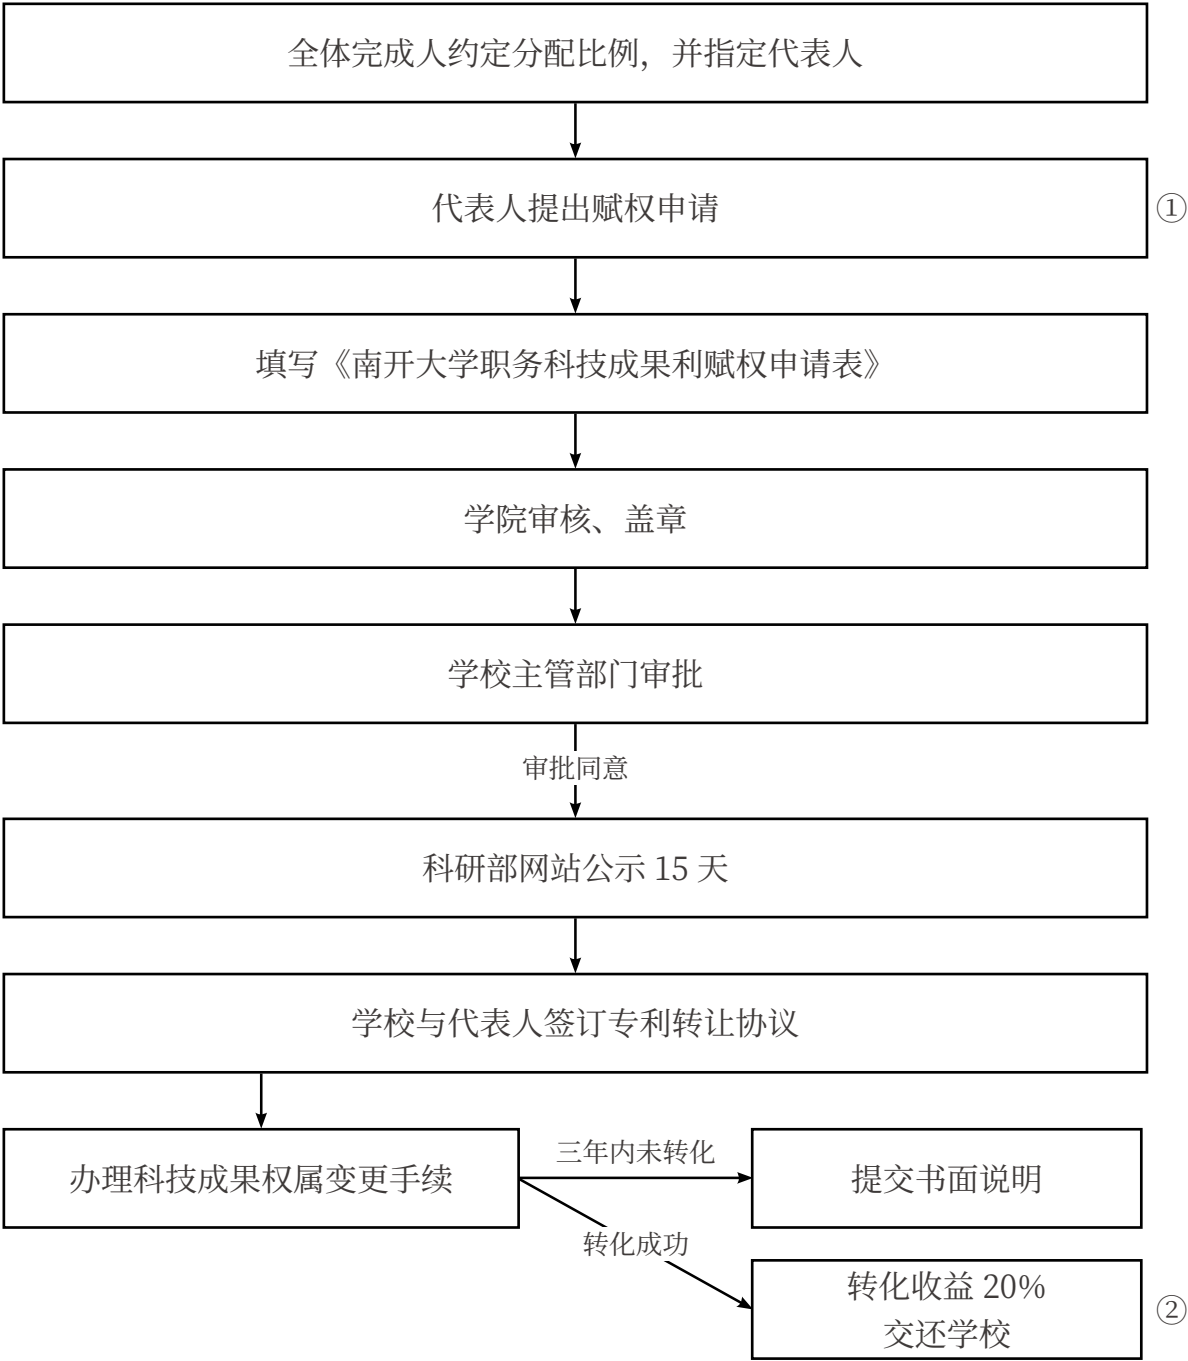 全体完成人约定分配比例，并指定代表人
代表人提出赋权申请
①
填写《南开大学职务科技成果利赋权申请表》
学院审核、盖章
学校主管部门审批
审批同意
科研部网站公示 15 天
学校与代表人签订专利转让协议
办理科技成果权属变更手续
三年内未转化
提交书面说明
转化成功
转化收益 20%
交还学校
②